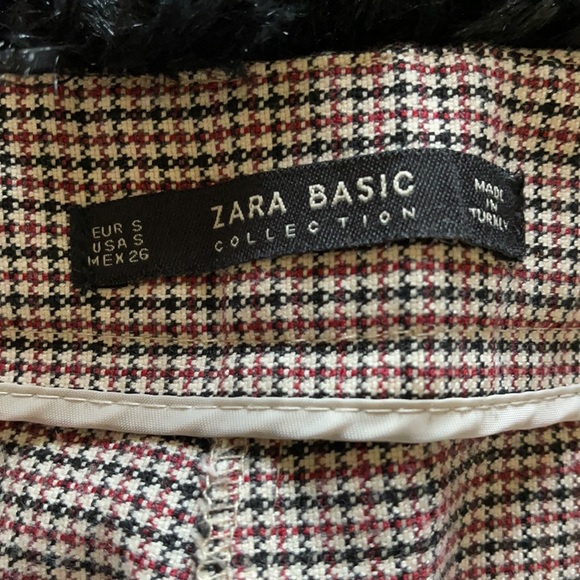 EUR S
USA S
MEX 26
ZARA BASIC
COLLECTION
MADE
IN
TURKEY